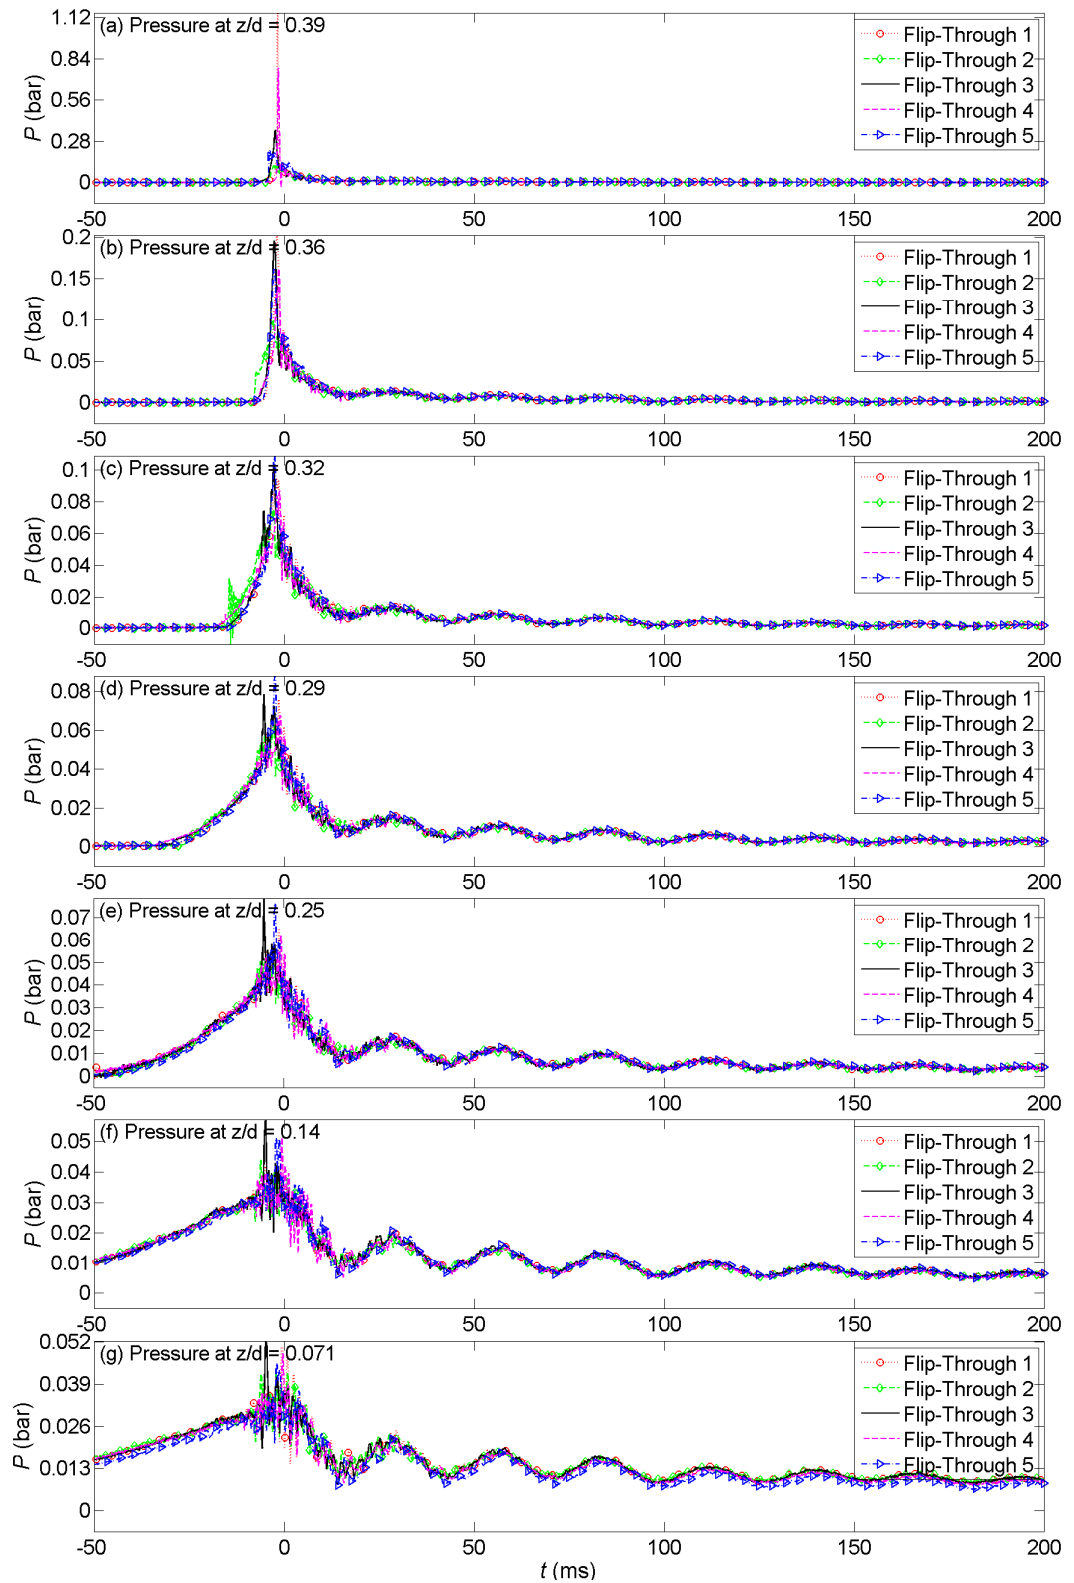 (a) Pressure at z/d = 0.39
P (bar)
1.12
0.84
0.56
0.28
0
-50 0 50 100 150 200
Flip-Through 1
Flip-Through 2
Flip-Through 3
Flip-Through 4
Flip-Through 5
(b) Pressure at z/d = 0.36
P (bar)
0.2
0.15
0.1
0.05
0
-50 0 50 100 150 200
Flip-Through 1
Flip-Through 2
Flip-Through 3
Flip-Through 4
Flip-Through 5
(c) Pressure at z/d = 0.32
P (bar)
0.1
0.08
0.06
0.04
0.02
0
-50 0 50 100 150 200
Flip-Through 1
Flip-Through 2
Flip-Through 3
Flip-Through 4
Flip-Through 5
(d) Pressure at z/d = 0.29
P (bar)
0.08
0.06
0.04
0.02
0
-50 0 50 100 150 200
Flip-Through 1
Flip-Through 2
Flip-Through 3
Flip-Through 4
Flip-Through 5
(e) Pressure at z/d = 0.25
P (bar)
0.07
0.06
0.05
0.04
0.03
0.02
0.01
0
-50 0 50 100 150 200
Flip-Through 1
Flip-Through 2
Flip-Through 3
Flip-Through 4
Flip-Through 5
(f) Pressure at z/d = 0.14
P (bar)
0.05
0.04
0.03
0.02
0.01
0
-50 0 50 100 150 200
Flip-Through 1
Flip-Through 2
Flip-Through 3
Flip-Through 4
Flip-Through 5
(g) Pressure at z/d = 0.071
P (bar)
0.052
0.039
0.026
0.013
0
-50 0 50 100 150 200
Flip-Through 1
Flip-Through 2
Flip-Through 3
Flip-Through 4
Flip-Through 5
t (ms)